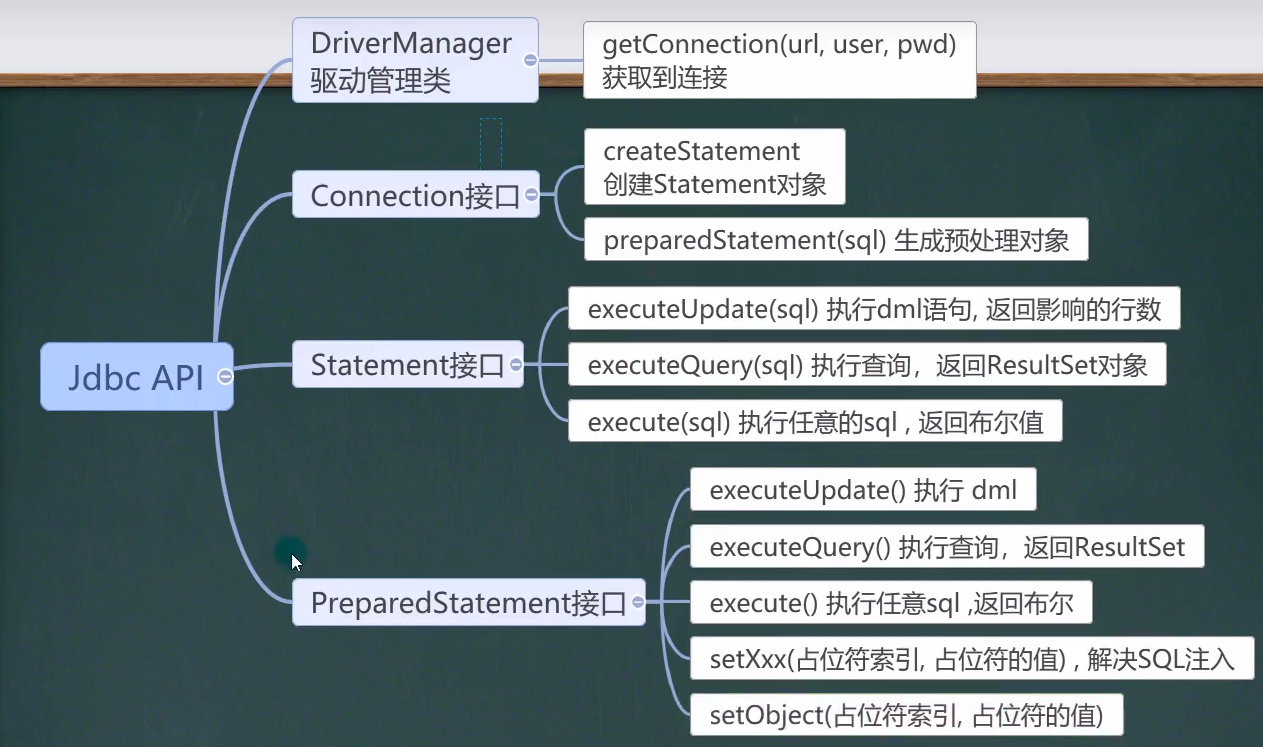 DriverManager
驱动管理类
getConnection(url, user, pwd)
获取到连接
Connection接口
createStatement
创建Statement对象
preparedStatement(sql) 生成预处理对象
Jdbc API
Statement接口
executeUpdate(sql) 执行dml语句, 返回影响的行数
executeQuery(sql) 执行查询，返回ResultSet对象
execute(sql) 执行任意的sql , 返回布尔值
PreparedStatement接口
executeUpdate() 执行 dml
executeQuery() 执行查询，返回ResultSet
execute() 执行任意sql ,返回布尔
setXxx(占位符索引, 占位符的值) , 解决SQL注入
setObject(占位符索引, 占位符的值)